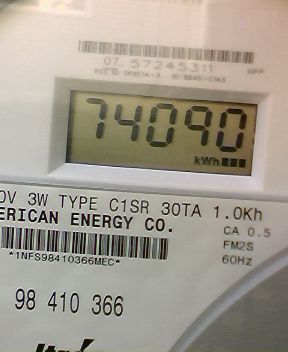 07 57245311
74090
kWh
0V 3W TYPE C1SR 30TA 1.0Kh
ERICAN ENERGY CO.
CA 0.5
FM2S
*1NFS98410366MEC*
60Hz
98 410 366